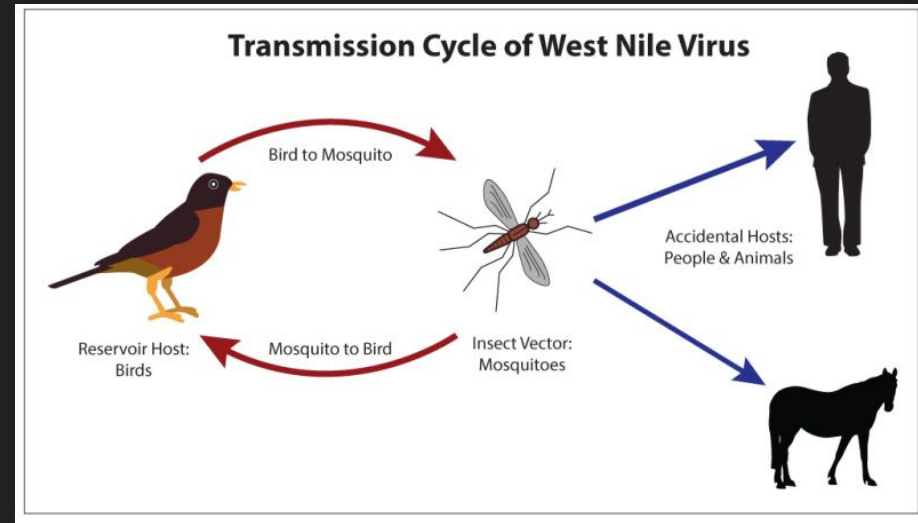 Transmission Cycle of West Nile Virus
Bird to Mosquito
Accidental Hosts:
People & Animals
Reservoir Host:
Birds
Mosquito to Bird
Insect Vector:
Mosquitoes